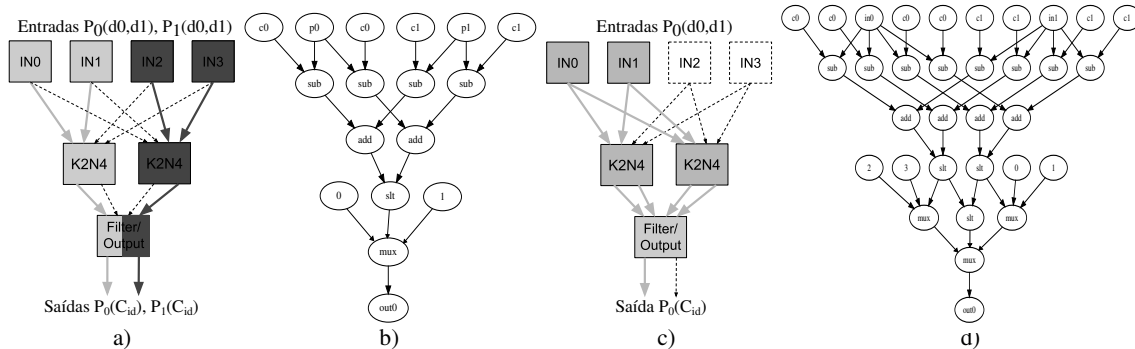 Entradas P0(d0,d1), P1(d0,d1)
IN0 IN1 IN2 IN3
K2N4 K2N4
Filter/
Output
Saídas P0(Cid), P1(Cid)
a)
c0 p0 c0 c1 p1 c1
sub sub sub sub
add add
0 slt 1
mux
out0
b)
Entradas P0(d0,d1)
IN0 IN1 IN2 IN3
K2N4 K2N4
Filter/
Output
Saída P0(Cid)
c)
c0 c1 in0 c0 c0 c1 c1 in1 c1 c1
sub sub sub sub sub sub sub sub
add add add add
2 3 slt slt 0 1
mux slt mux
mux
out0
d)